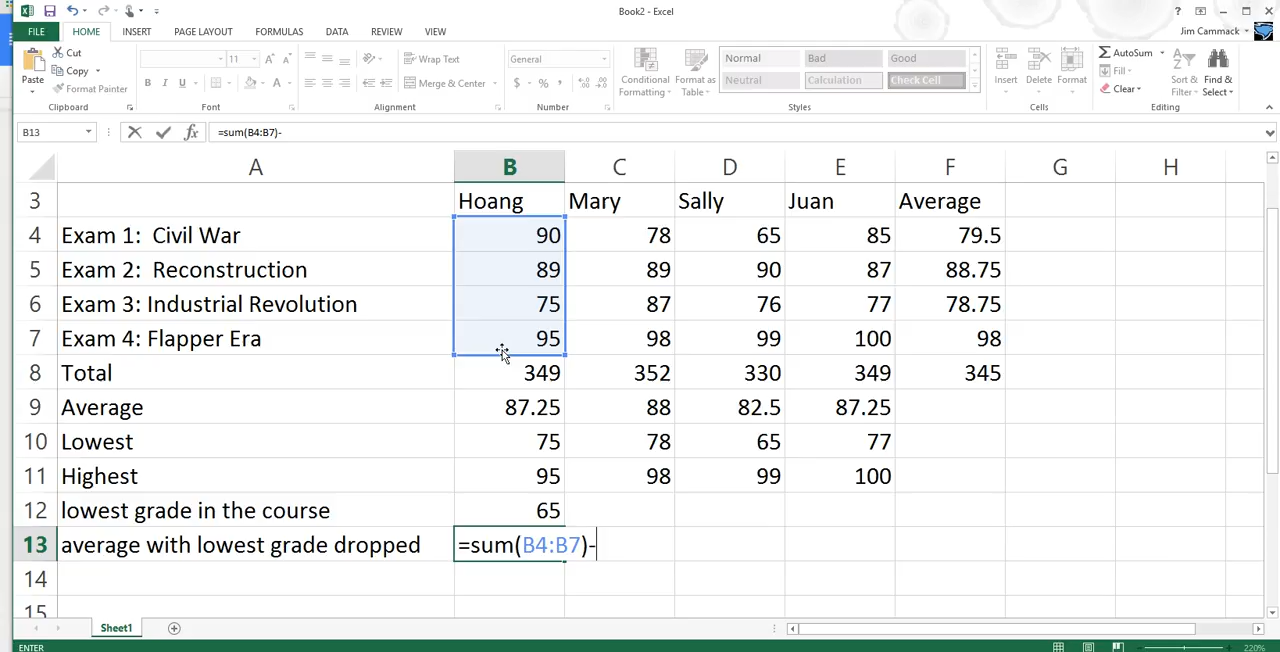 Book2 - Excel
FILE HOME INSERT PAGE LAYOUT FORMULAS DATA REVIEW VIEW Jim Cammack
Paste Cut Copy Format Painter Clipboard
11 A A B I U A Font
Wrap Text Merge & Center Alignment
General $ % , Number
Conditional Formatting Format as Table Normal Bad Good Neutral Calculation Check Cell Styles
Insert Delete Format Cells
AutoSum Fill Clear Sort & Filter Find & Select Editing
B13 fx =sum(B4:B7)-
A B C D E F G H
3 Hoang Mary Sally Juan Average
4 Exam 1:  Civil War 90 78 65 85 79.5
5 Exam 2:  Reconstruction 89 89 90 87 88.75
6 Exam 3: Industrial Revolution 75 87 76 77 78.75
7 Exam 4: Flapper Era 95 98 99 100 98
8 Total 349 352 330 349 345
9 Average 87.25 88 82.5 87.25
10 Lowest 75 78 65 77
11 Highest 95 98 99 100
12 lowest grade in the course 65
13 average with lowest grade dropped =sum(B4:B7)-
14
15
Sheet1
ENTER 220%